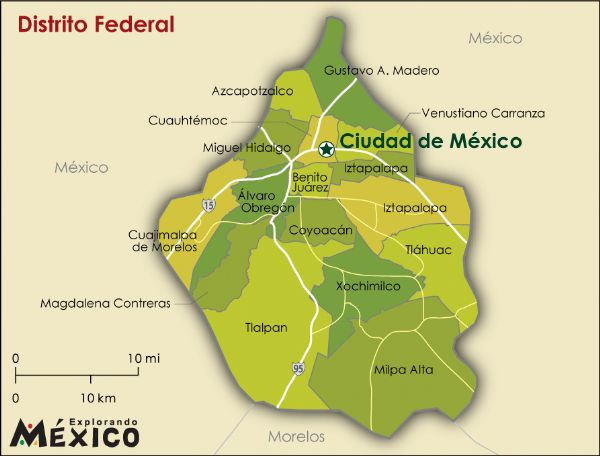 Distrito Federal
México
Gustavo A. Madero
Azcapotzalco
Venustiano Carranza
Cuauhtémoc
Ciudad de México
Miguel Hidalgo
Iztapalapa
México
Benito
Juárez
Álvaro
Obregón
15
Iztapalapa
Coyoacán
Cuajimalpa
de Morelos
Tláhuac
Xochimilco
Magdalena Contreras
Tlalpan
0
10 mi
95
Milpa Alta
0
10 km
Explorando
MÉXICO
Morelos